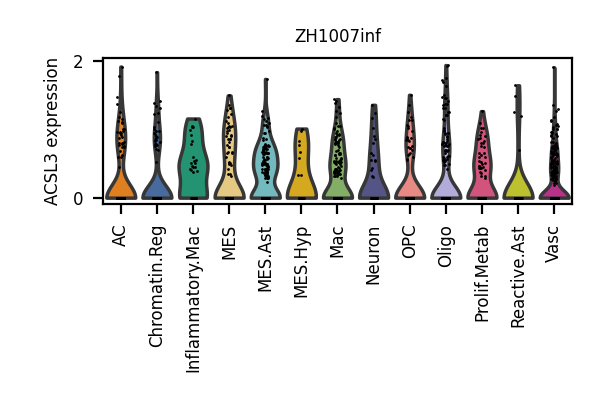 ZH1007inf
ACSL3 expression
2
0
AC
Chromatin.Reg
Inflammatory.Mac
MES
MES.Ast
MES.Hyp
Mac
Neuron
OPC
Oligo
Prolif.Metab
Reactive.Ast
Vasc